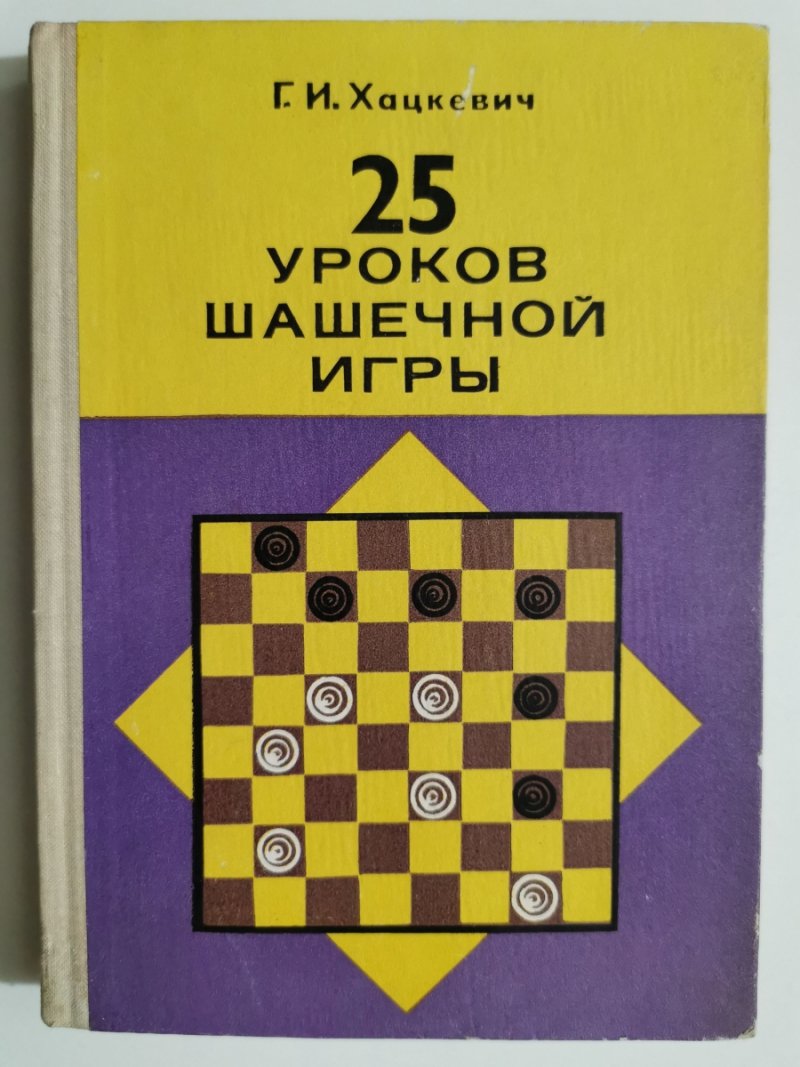 Г. И. Хацкевич
25
УРОКОВ
ШАШЕЧНОЙ
ИГРЫ